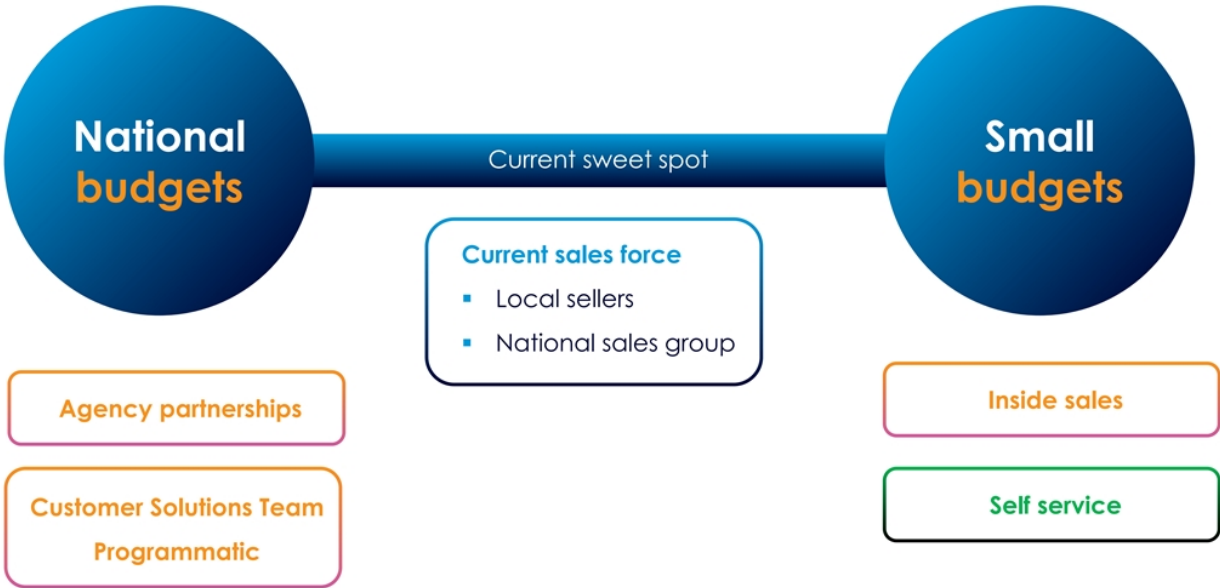 National
budgets
Current sweet spot
Small
budgets
Current sales force
▪ Local sellers
▪ National sales group
Agency partnerships
Customer Solutions Team
Programmatic
Inside sales
Self service